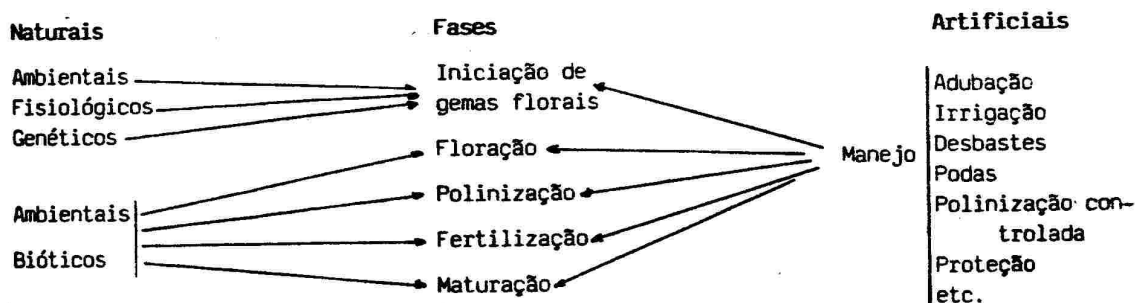 Naturais
Ambientais
Fisiológicos
Genéticos
Ambientais
Bióticos
Fases
Iniciação de
gemas florais
Floração
Polinização
Fertilização
Maturação
Artificiais
Manejo
Adubação
Irrigação
Desbastes
Podas
Polinização con-
trolada
Proteção
etc.